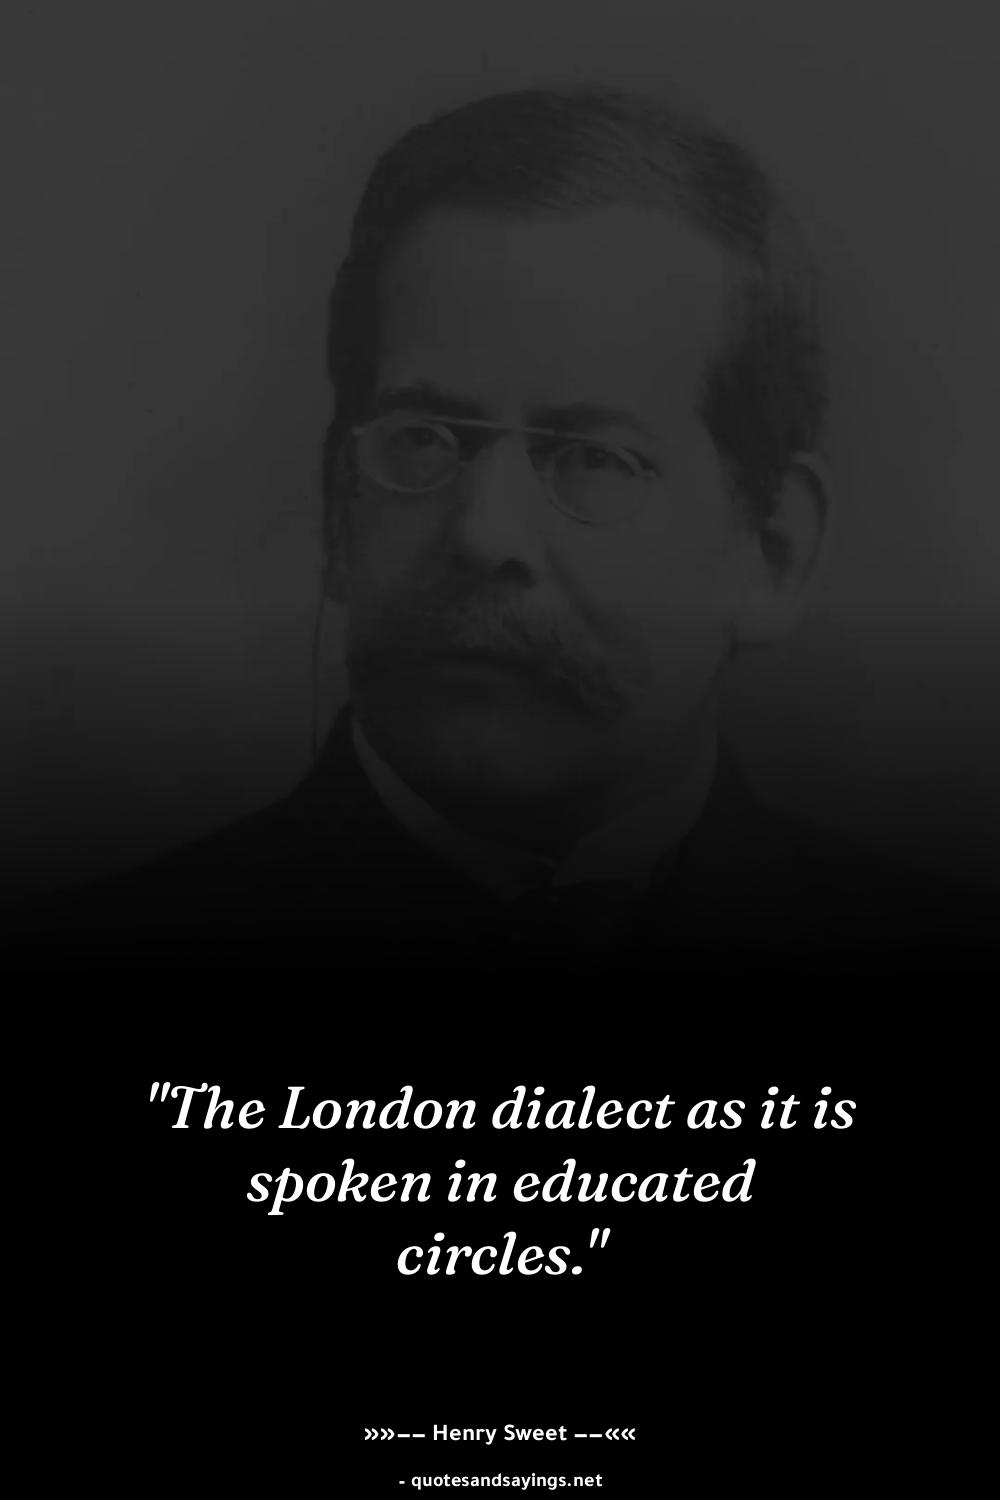 "The London dialect as it is
spoken in educated
circles."
»»–– Henry Sweet ––««
- quotesandsayings.net